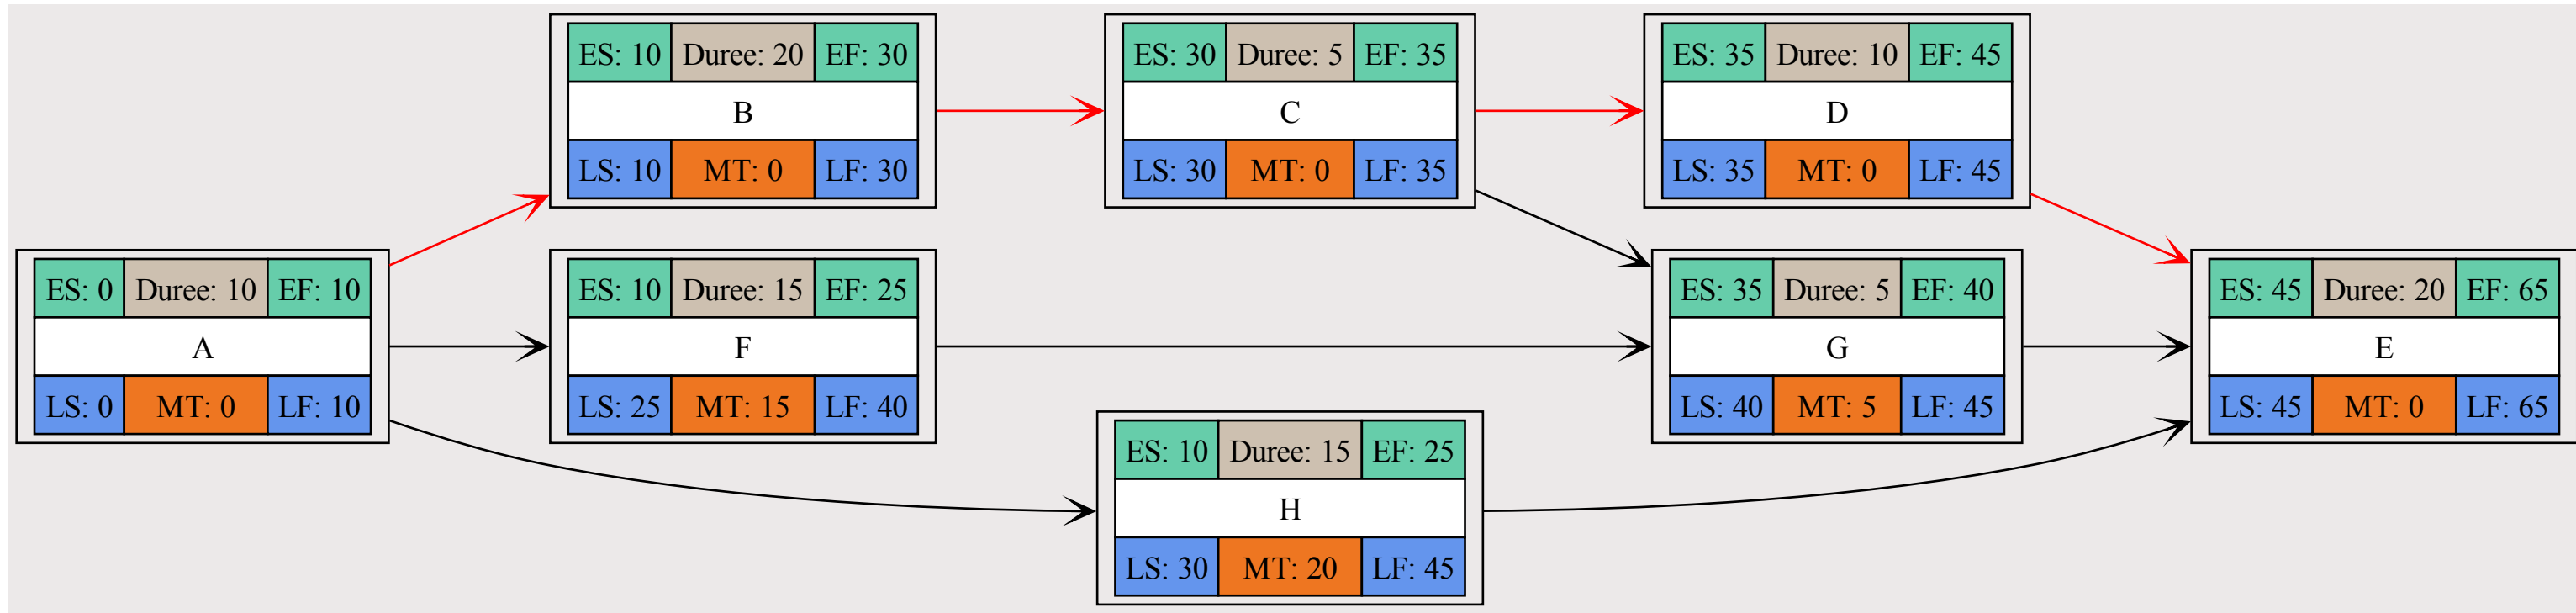 ES: 10 Duree: 20 EF: 30
B
LS: 10 MT: 0 LF: 30
ES: 30 Duree: 5 EF: 35
C
LS: 30 MT: 0 LF: 35
ES: 35 Duree: 10 EF: 45
D
LS: 35 MT: 0 LF: 45
ES: 0 Duree: 10 EF: 10
A
LS: 0 MT: 0 LF: 10
ES: 10 Duree: 15 EF: 25
F
LS: 25 MT: 15 LF: 40
ES: 35 Duree: 5 EF: 40
G
LS: 40 MT: 5 LF: 45
ES: 45 Duree: 20 EF: 65
E
LS: 45 MT: 0 LF: 65
ES: 10 Duree: 15 EF: 25
H
LS: 30 MT: 20 LF: 45